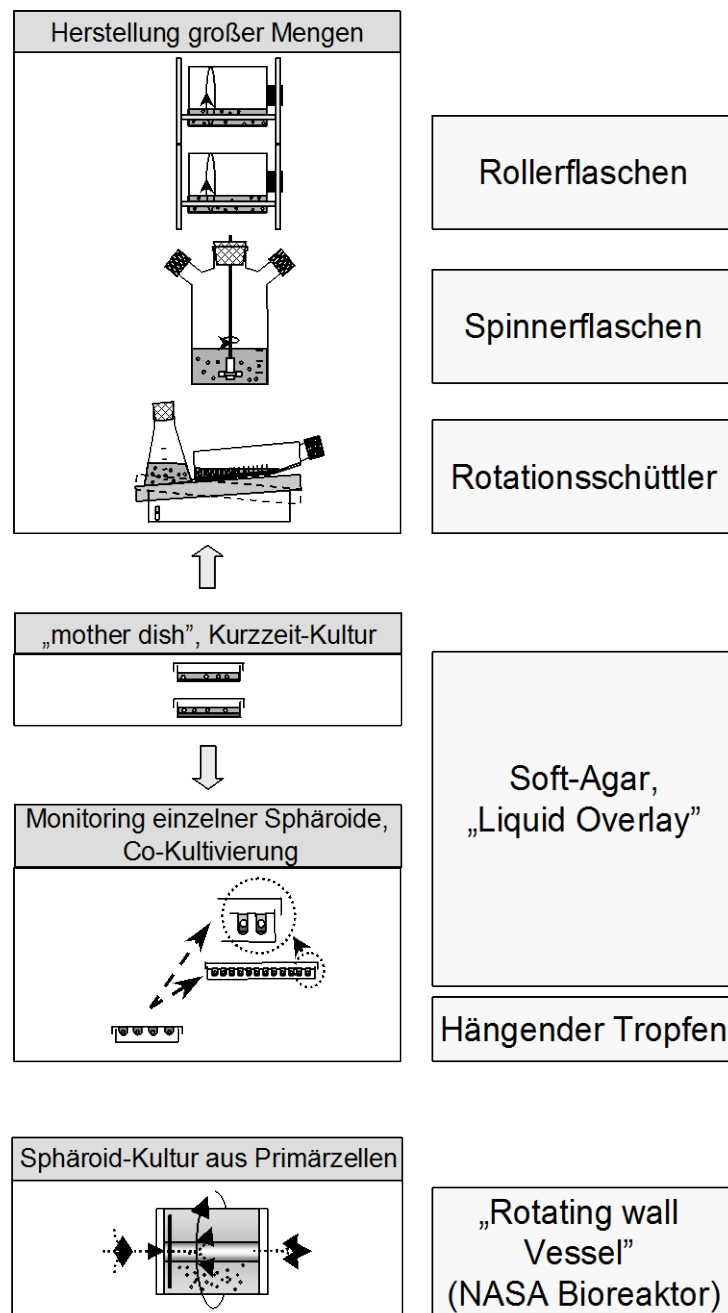 Herstellung großer Mengen
Rollerflaschen
Spinnerflaschen
Rotationsschüttler
„mother dish”, Kurzzeit-Kultur
Soft-Agar,
„Liquid Overlay”
Monitoring einzelner Sphäroide,
Co-Kultivierung
Hängender Tropfen
Sphäroid-Kultur aus Primärzellen
„Rotating wall
Vessel”
(NASA Bioreaktor)